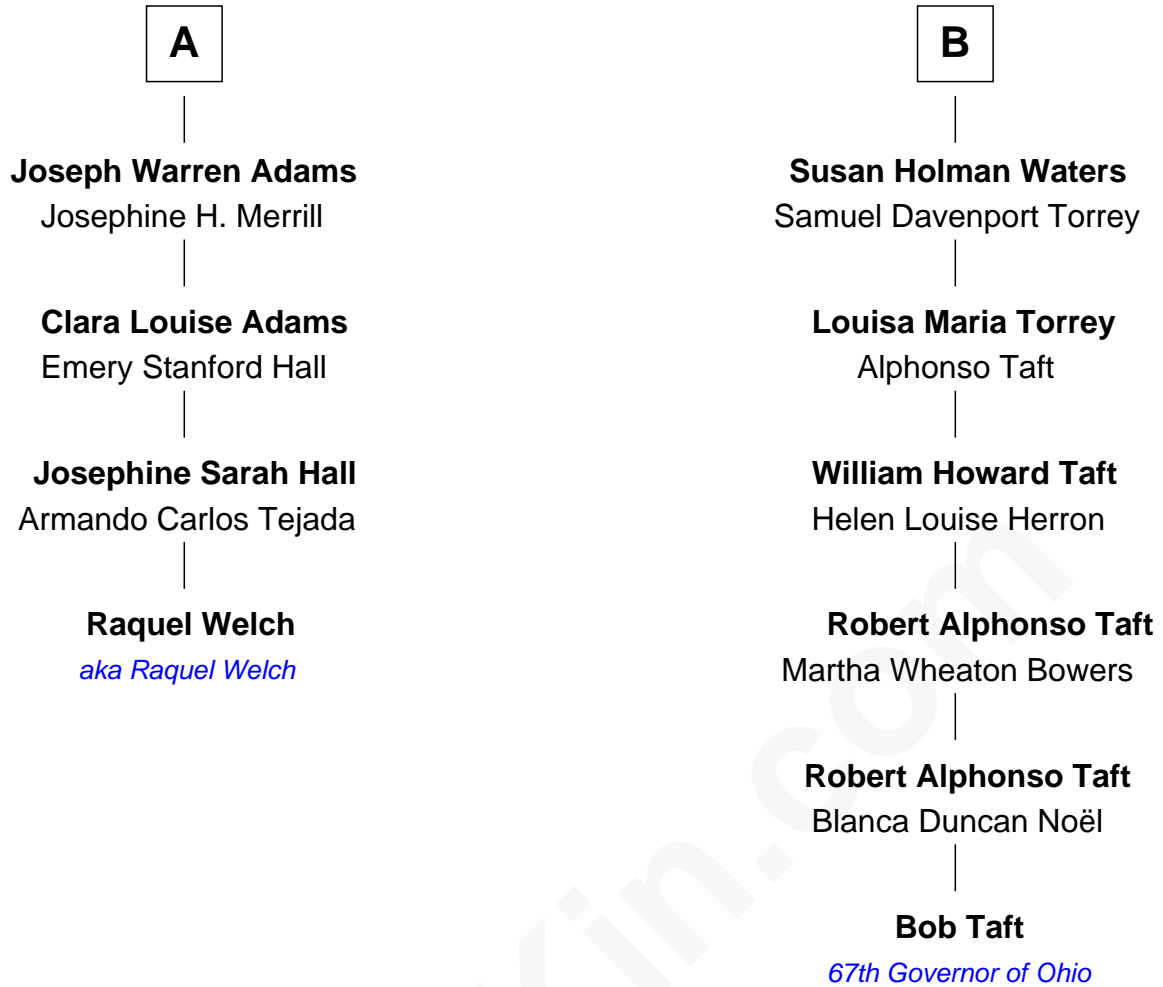 A
Joseph Warren Adams
Josephine H. Merrill
Clara Louise Adams
Emery Stanford Hall
Josephine Sarah Hall
Armando Carlos Tejada
Raquel Welch
aka Raquel Welch
B
Susan Holman Waters
Samuel Davenport Torrey
Louisa Maria Torrey
Alphonso Taft
William Howard Taft
Helen Louise Herron
Robert Alphonso Taft
Martha Wheaton Bowers
Robert Alphonso Taft
Blanca Duncan Noël
Bob Taft
67th Governor of Ohio
Kin.com